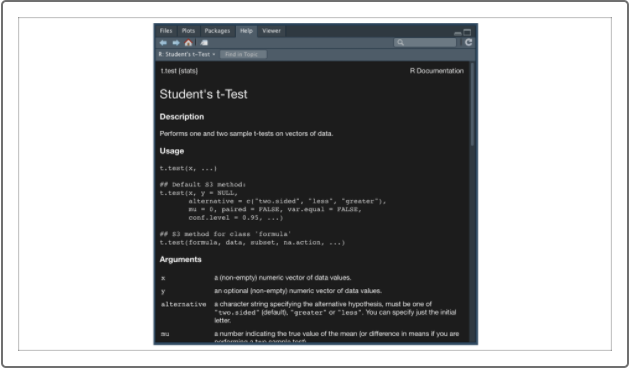 Files Plots Packages Help Viewer
R: Student's t-Test Find in Topic
t.test {stats} R Documentation
Student's t-Test
Description
Performs one and two sample t-tests on vectors of data.
Usage
t.test(x, ...)
## Default S3 method:
t.test(x, y = NULL,
alternative = c("two.sided", "less", "greater"),
mu = 0, paired = FALSE, var.equal = FALSE,
conf.level = 0.95, ...)
## S3 method for class 'formula'
t.test(formula, data, subset, na.action, ...)
Arguments
x a (non-empty) numeric vector of data values.
y an optional (non-empty) numeric vector of data values.
alternative a character string specifying the alternative hypothesis, must be one of
"two.sided" (default), "greater" or "less". You can specify just the initial
letter.
mu a number indicating the true value of the mean (or difference in means if you are
performing a two sample test).